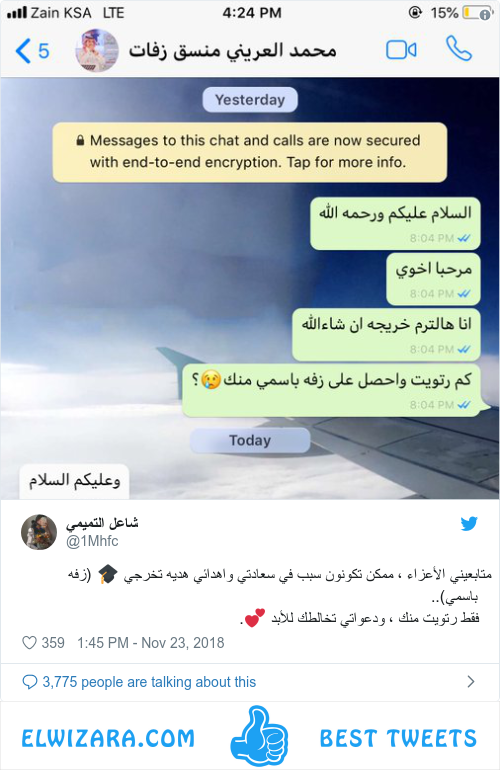 Zain KSA LTE 4:24 PM 15%
5 محمد العريني منسق زفات
Yesterday
Messages to this chat and calls are now secured
with end-to-end encryption. Tap for more info.
السلام عليكم ورحمه الله
8:04 PM
مرحبا اخوي
8:04 PM
انا هالترم خريجه ان شاءالله
8:04 PM
كم رتويت واحصل على زفه باسمي منك😢؟
8:04 PM
Today
وعليكم السلام
شاعل التميمي
@1Mhfc
متابعيني الأعزاء ، ممكن تكونون سبب في سعادتي واهدائي هديه تخرجي 🎓 (زفه
باسمي)..
فقط رتويت منك ، ودعواتي تخالطك للأبد 💕.
359 1:45 PM - Nov 23, 2018
3,775 people are talking about this
ELWIZARA.COM BEST TWEETS